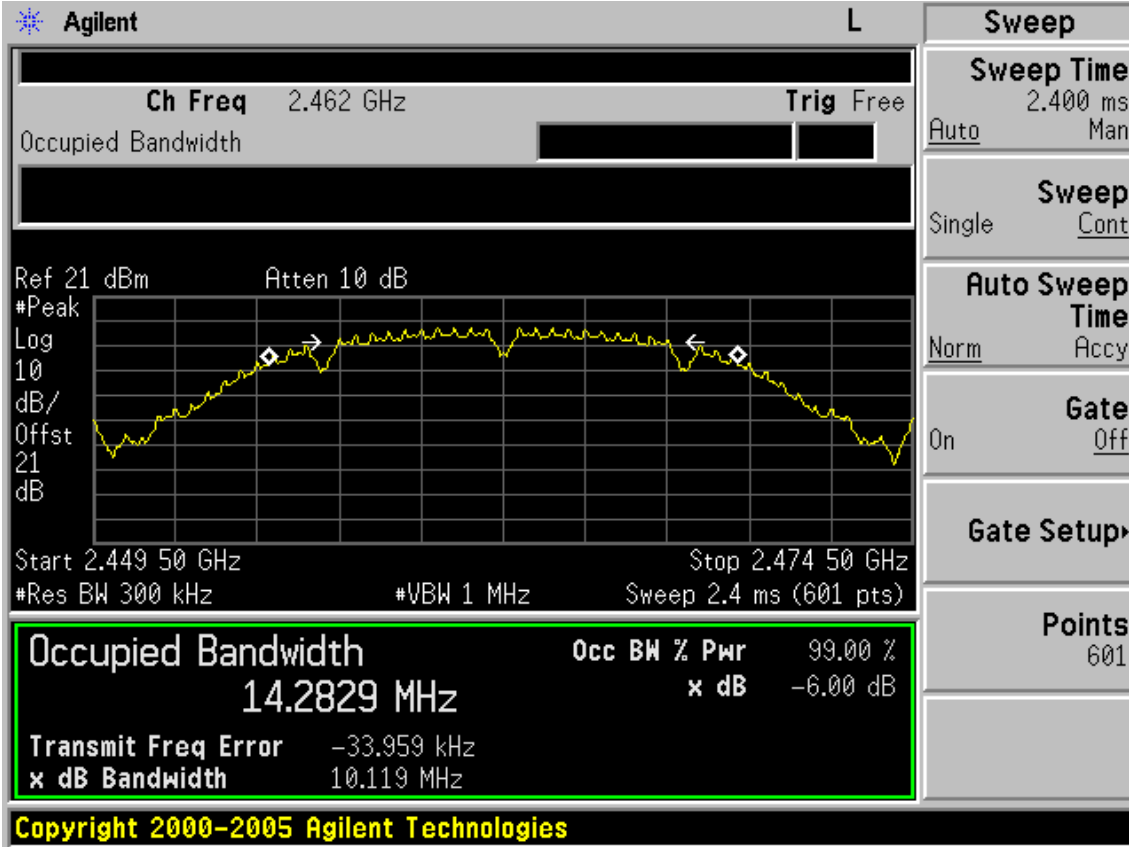 Agilent
L
Ch Freq 2.462 GHz
Trig Free
Occupied Bandwidth
Ref 21 dBm
Atten 10 dB
#Peak
Log
10
dB/
Offst
21
dB
Start 2.449 50 GHz
Stop 2.474 50 GHz
#Res BW 300 kHz
#VBW 1 MHz
Sweep 2.4 ms (601 pts)
Occupied Bandwidth
14.2829 MHz
Occ BW % Pwr 99.00 %
x dB -6.00 dB
Transmit Freq Error -33.959 kHz
x dB Bandwidth 10.119 MHz
Copyright 2000-2005 Agilent Technologies
Sweep
Sweep Time
2.400 ms
Auto Man
Sweep
Single Cont
Auto Sweep
Time
Norm Accy
Gate
On Off
Gate Setup
Points
601